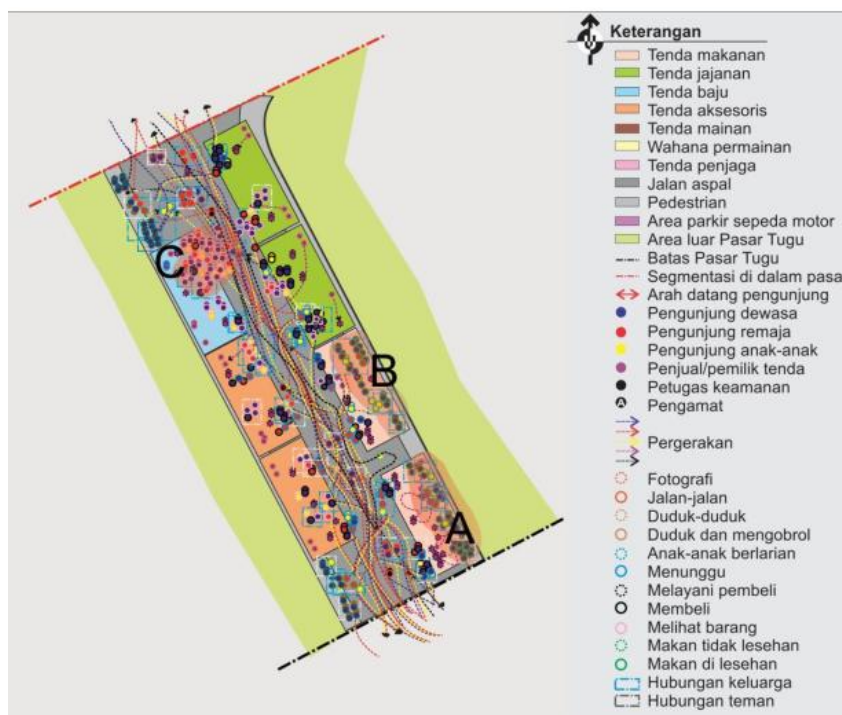 Keterangan
Tenda makanan
Tenda jajanan
Tenda baju
Tenda aksesoris
Tenda mainan
Wahana permainan
Tenda penjaga
Jalan aspal
Pedestrian
Area parkir sepeda motor
Area luar Pasar Tugu
Batas Pasar Tugu
Segmentasi di dalam pasa
Arah datang pengunjung
Pengunjung dewasa
Pengunjung remaja
Pengunjung anak-anak
Penjual/pemilik tenda
Petugas keamanan
A Pengamat
Pergerakan
Fotografi
Jalan-jalan
Duduk-duduk
Duduk dan mengobrol
Anak-anak berlarian
Menunggu
Melayani pembeli
Membeli
Melihat barang
Makan tidak lesehan
Makan di lesehan
Hubungan keluarga
Hubungan teman
C
B
A